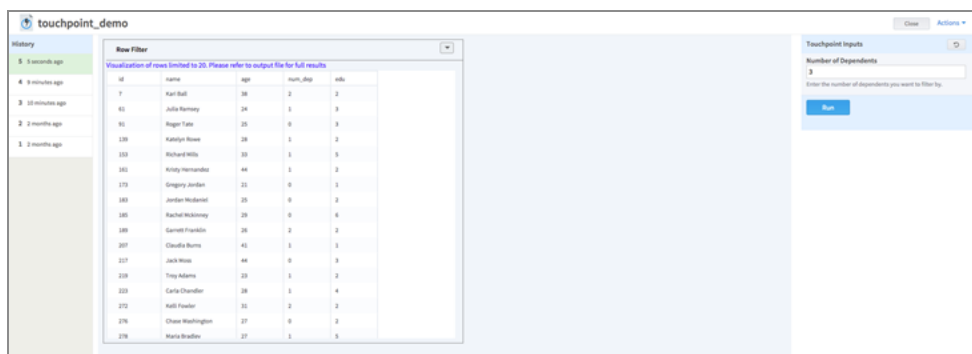 touchpoint_demo
Close
Actions
History
5 5 seconds ago
4 9 minutes ago
3 10 minutes ago
2 2 months ago
1 2 months ago
Row Filter
Visualization of rows limited to 20. Please refer to output file for full results
id name age num_dep edu
7 Karl Ball 38 2 2
61 Julia Ramsey 24 1 3
91 Roger Tate 25 0 3
139 Katelyn Rowe 28 1 2
153 Richard Mills 33 1 5
161 Kristy Hernandez 44 1 2
173 Gregory Jordan 21 0 1
183 Jordan Mcdaniel 25 0 2
185 Rachel Mckinney 29 0 6
189 Garrett Franklin 26 2 2
207 Claudia Burns 41 1 1
217 Jack Moss 44 0 3
219 Troy Adams 23 1 2
223 Carla Chandler 28 1 4
272 Kelli Fowler 31 2 2
276 Chase Washington 27 0 2
278 Maria Bradley 27 1 5
Touchpoint Inputs
Number of Dependents
3
Enter the number of dependents you want to filter by.
Run